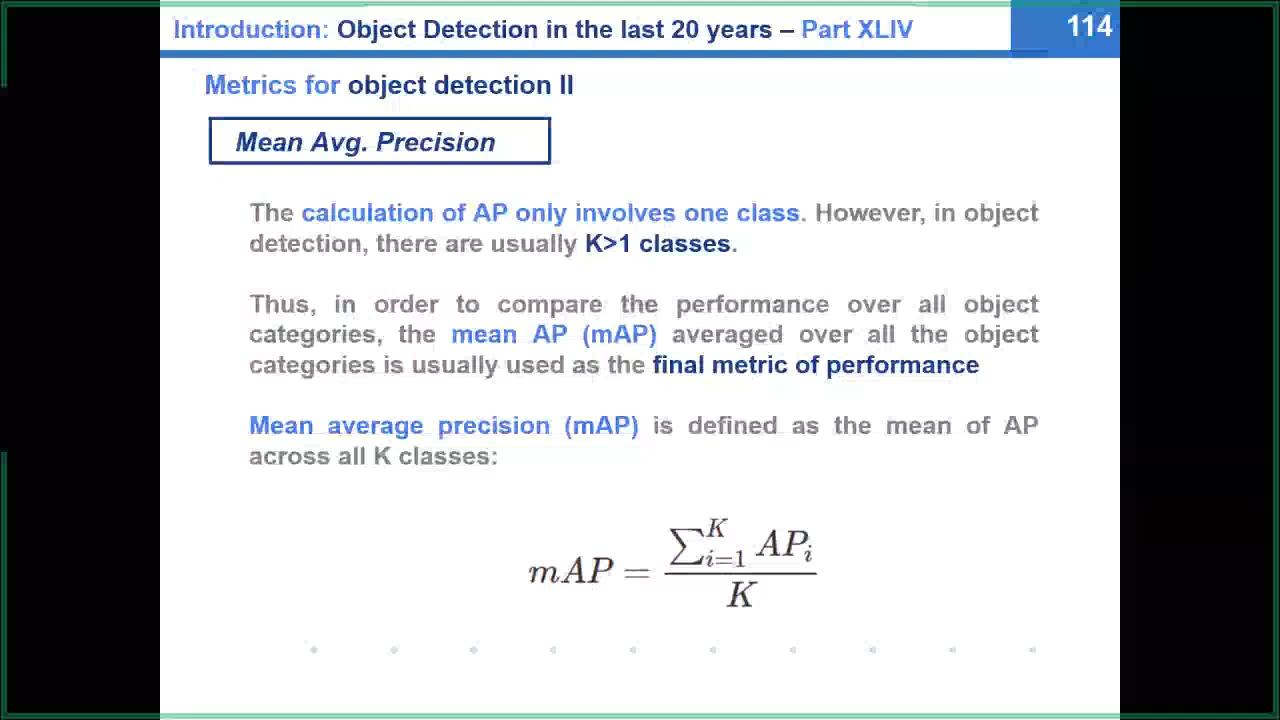 Introduction: Object Detection in the last 20 years – Part XLIV
114
Metrics for object detection II
Mean Avg. Precision
The calculation of AP only involves one class. However, in object
detection, there are usually K>1 classes.
Thus, in order to compare the performance over all object
categories, the mean AP (mAP) averaged over all the object
categories is usually used as the final metric of performance
Mean average precision (mAP) is defined as the mean of AP
across all K classes:
$mAP = \frac{\sum_{i=1}^{K} AP_i}{K}$